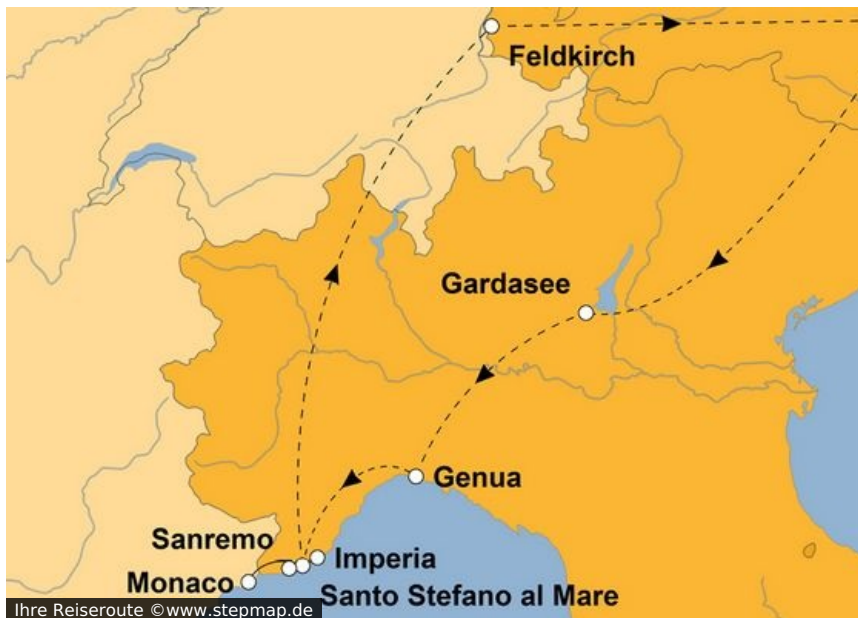 Feldkirch
Gardasee
Genua
Sanremo
Imperia
Monaco
Santo Stefano al Mare
Ihre Reiseroute ©www.stepmap.de